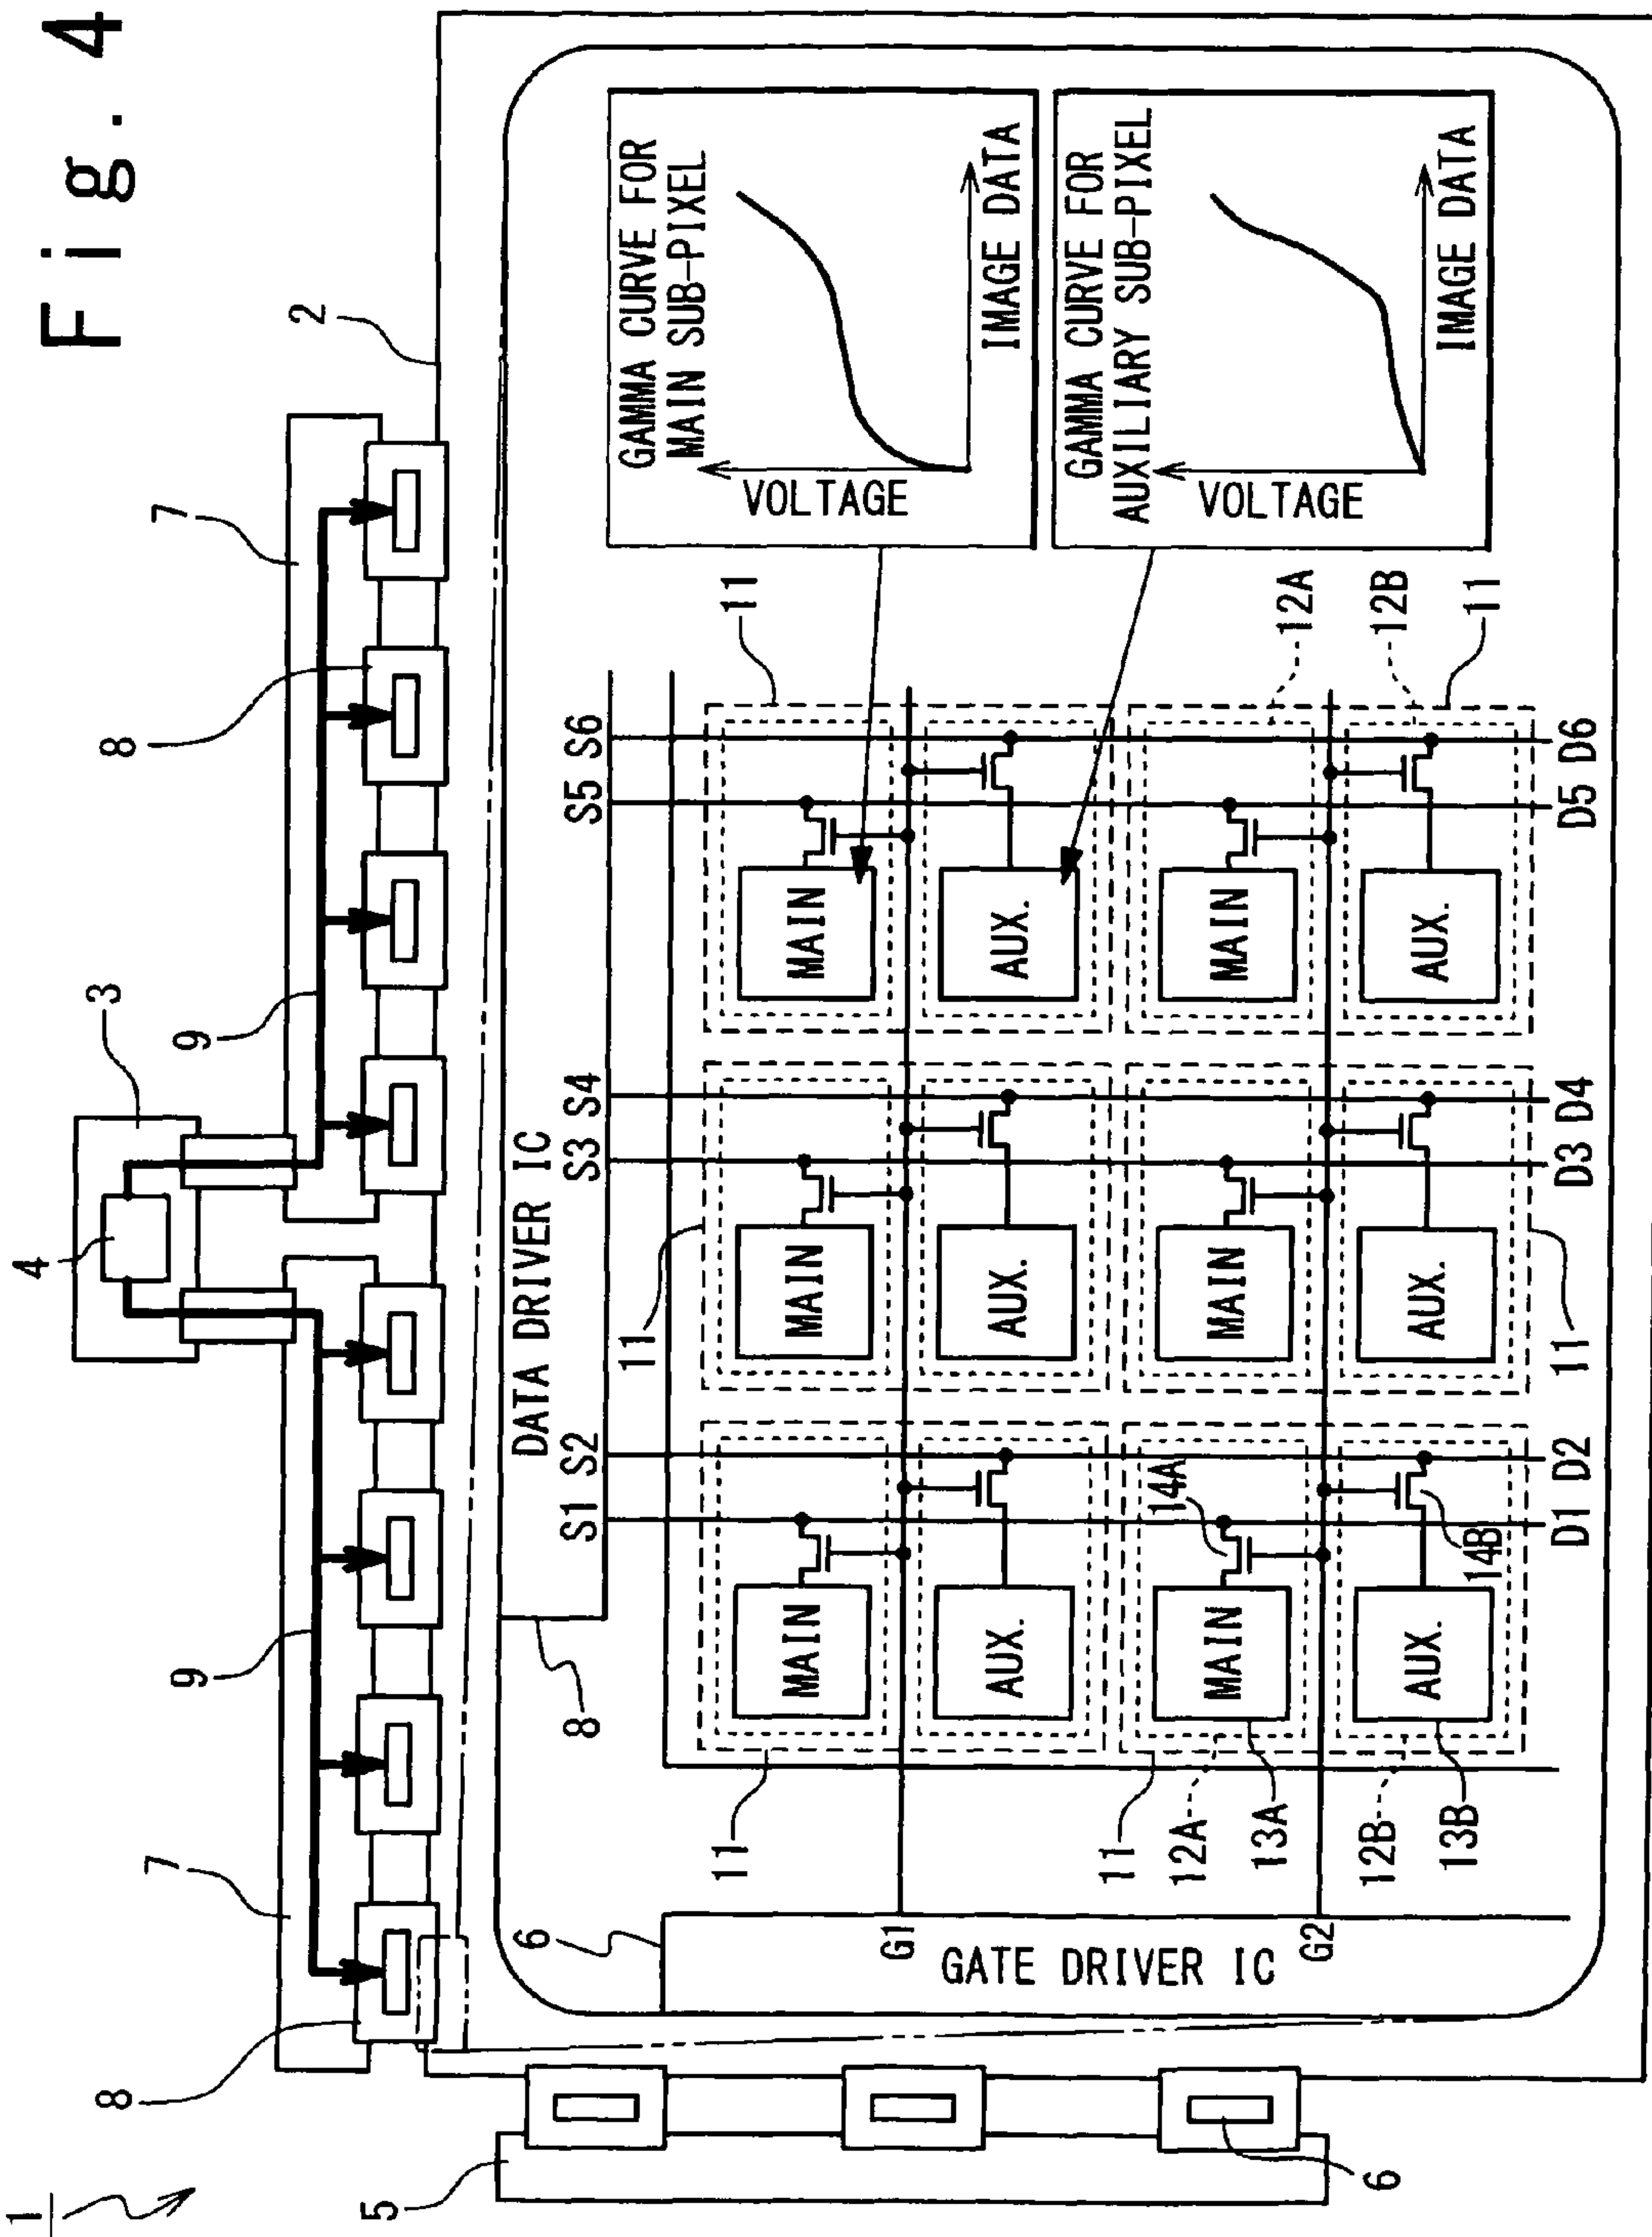 Fig. 4
1
3
4
7
9
8
7
9
8
2
8
5
6
DATA DRIVER IC
8
S1 S2 S3 S4 S5 S6
6
G1
GATE DRIVER IC
G2
11
11
11
MAIN
MAIN
MAIN
AUX.
AUX.
AUX.
11
12A
13A
12B
13B
14A
14B
MAIN
MAIN
MAIN
AUX.
AUX.
AUX.
12A
12B
11
11
D1 D2 D3 D4 D5 D6
GAMMA CURVE FOR
MAIN SUB-PIXEL
VOLTAGE
IMAGE DATA
GAMMA CURVE FOR
AUXILIARY SUB-PIXEL
VOLTAGE
IMAGE DATA